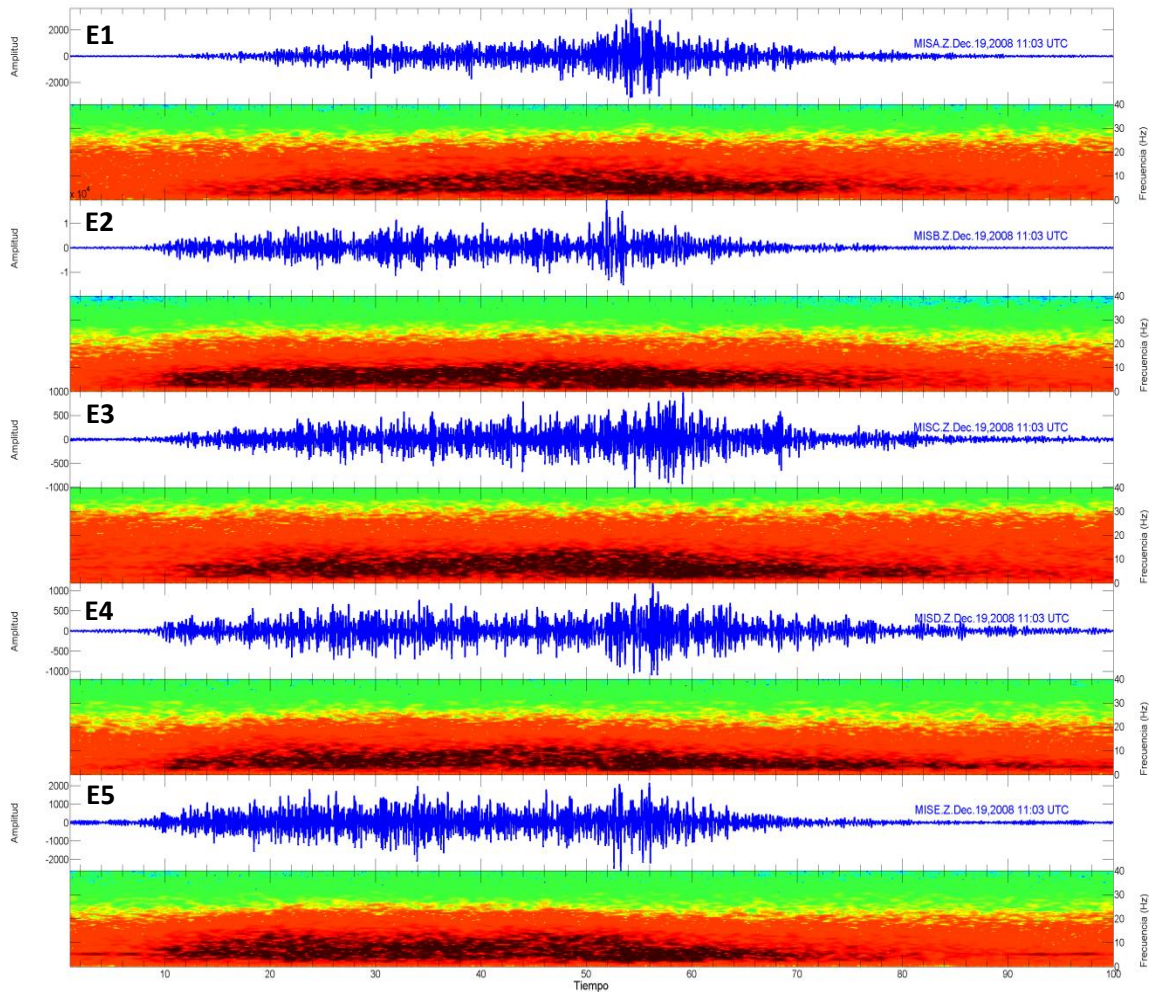 E1
MISA.Z.Dec.19,2008 11:03 UTC
Amplitud
2000
0
-2000
Frecuencia (Hz)
40
30
20
10
0
x 10⁴
E2
MISB.Z.Dec.19,2008 11:03 UTC
Amplitud
1
0
-1
Frecuencia (Hz)
40
30
20
10
0
E3
MISC.Z.Dec.19,2008 11:03 UTC
Amplitud
1000
500
0
-500
-1000
Frecuencia (Hz)
40
30
20
10
0
E4
MISD.Z.Dec.19,2008 11:03 UTC
Amplitud
1000
500
0
-500
-1000
Frecuencia (Hz)
40
30
20
10
0
E5
MISE.Z.Dec.19,2008 11:03 UTC
Amplitud
2000
1000
0
-1000
-2000
Frecuencia (Hz)
40
30
20
10
0
10 20 30 40 50 60 70 80 90 100
Tiempo